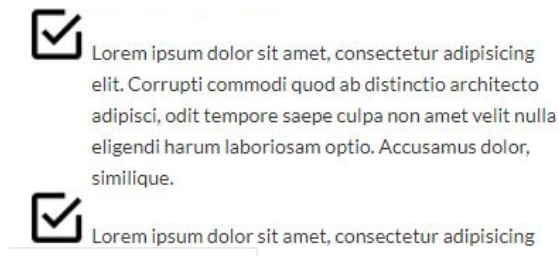 Lorem ipsum dolor sit amet, consectetur adipisicing
elit. Corrupti commodi quod ab distinctio architecto
adipisci, odit tempore saepe culpa non amet velit nulla
eligendi harum laboriosam optio. Accusamus dolor,
similique.
Lorem ipsum dolor sit amet, consectetur adipisicing